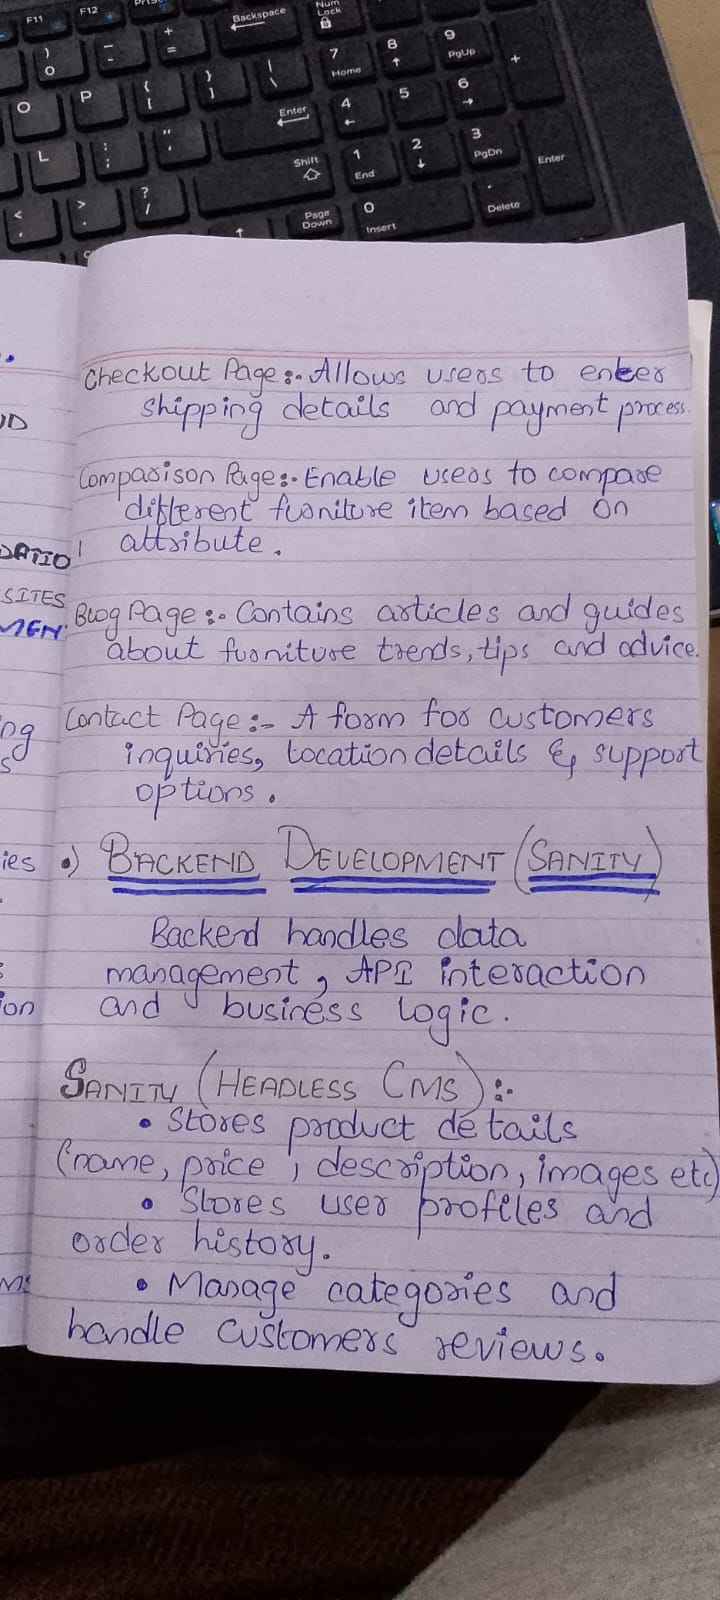 F11 F12 Backspace Num Lock
) 0 _ - + = 7 Home 8 9 PgUp +
O P { [ } ] | \ Enter 4 5 6
L : ; " ' Shift 1 End 2 3 PgDn Enter
< , > . ? / Page Down 0 Insert . Delete
Checkout Page:- Allows users to enter
shipping details and payment process.
Comparison Page:- Enable users to compare
different furniture item based on
attribute.
Blog Page:- Contains articles and guides
about furniture trends, tips and advice.
Contact Page:- A form for customers
inquiries, location details & support
options.
•) BACKEND DEVELOPMENT (SANITY)
Backend handles data
management, API interaction
and business logic.
SANITY (HEADLESS CMS):-
• Stores product details
(name, price, description, images etc)
• Stores user profiles and
order history.
• Manage categories and
handle customers reviews.
SITES